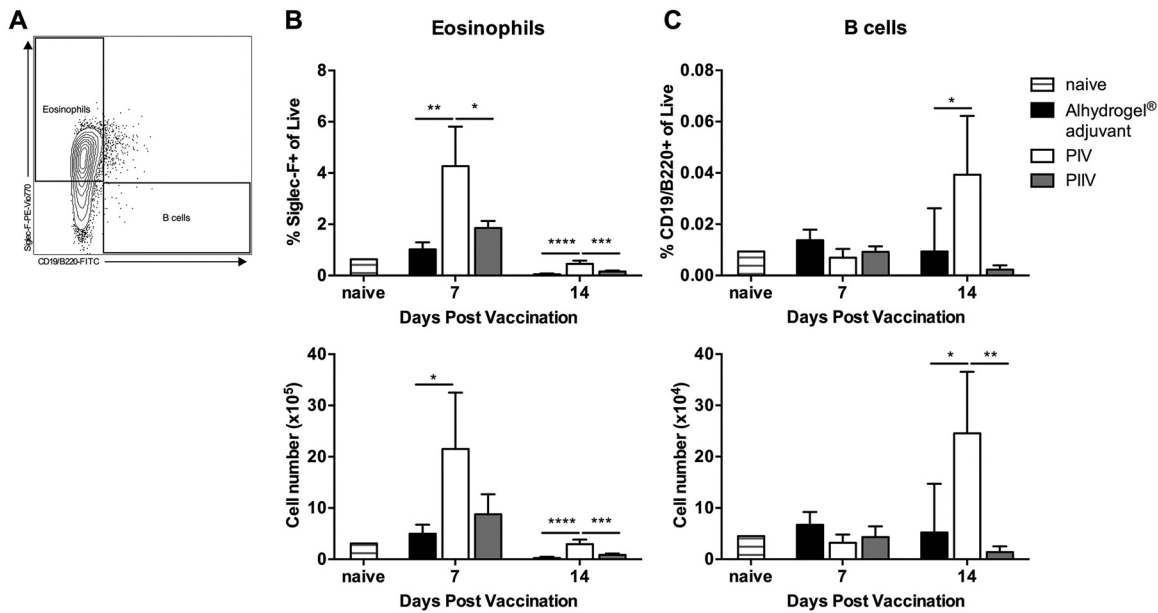 A
Eosinophils
B cells
Siglec-F-PE-Vio770
CD19/B220-FITC
B
Eosinophils
% Siglec-F+ of Live
8
6
4
2
0
** *
**** ***
naive 7 14
Days Post Vaccination
Cell number (x10⁵)
40
30
20
10
0
*
**** ***
naive 7 14
Days Post Vaccination
C
B cells
% CD19/B220+ of Live
0.08
0.06
0.04
0.02
0.00
*
naive 7 14
Days Post Vaccination
Cell number (x10⁴)
40
30
20
10
0
* **
naive 7 14
Days Post Vaccination
naive
Alhydrogel®
adjuvant
PIV
PIIV